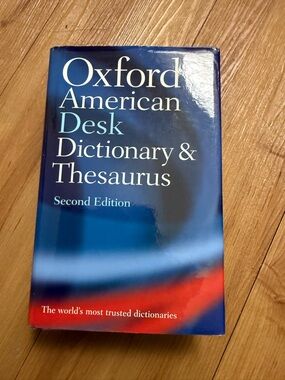 Oxford
American
Desk
Dictionary &
Thesaurus
Second Edition
The world's most trusted dictionaries